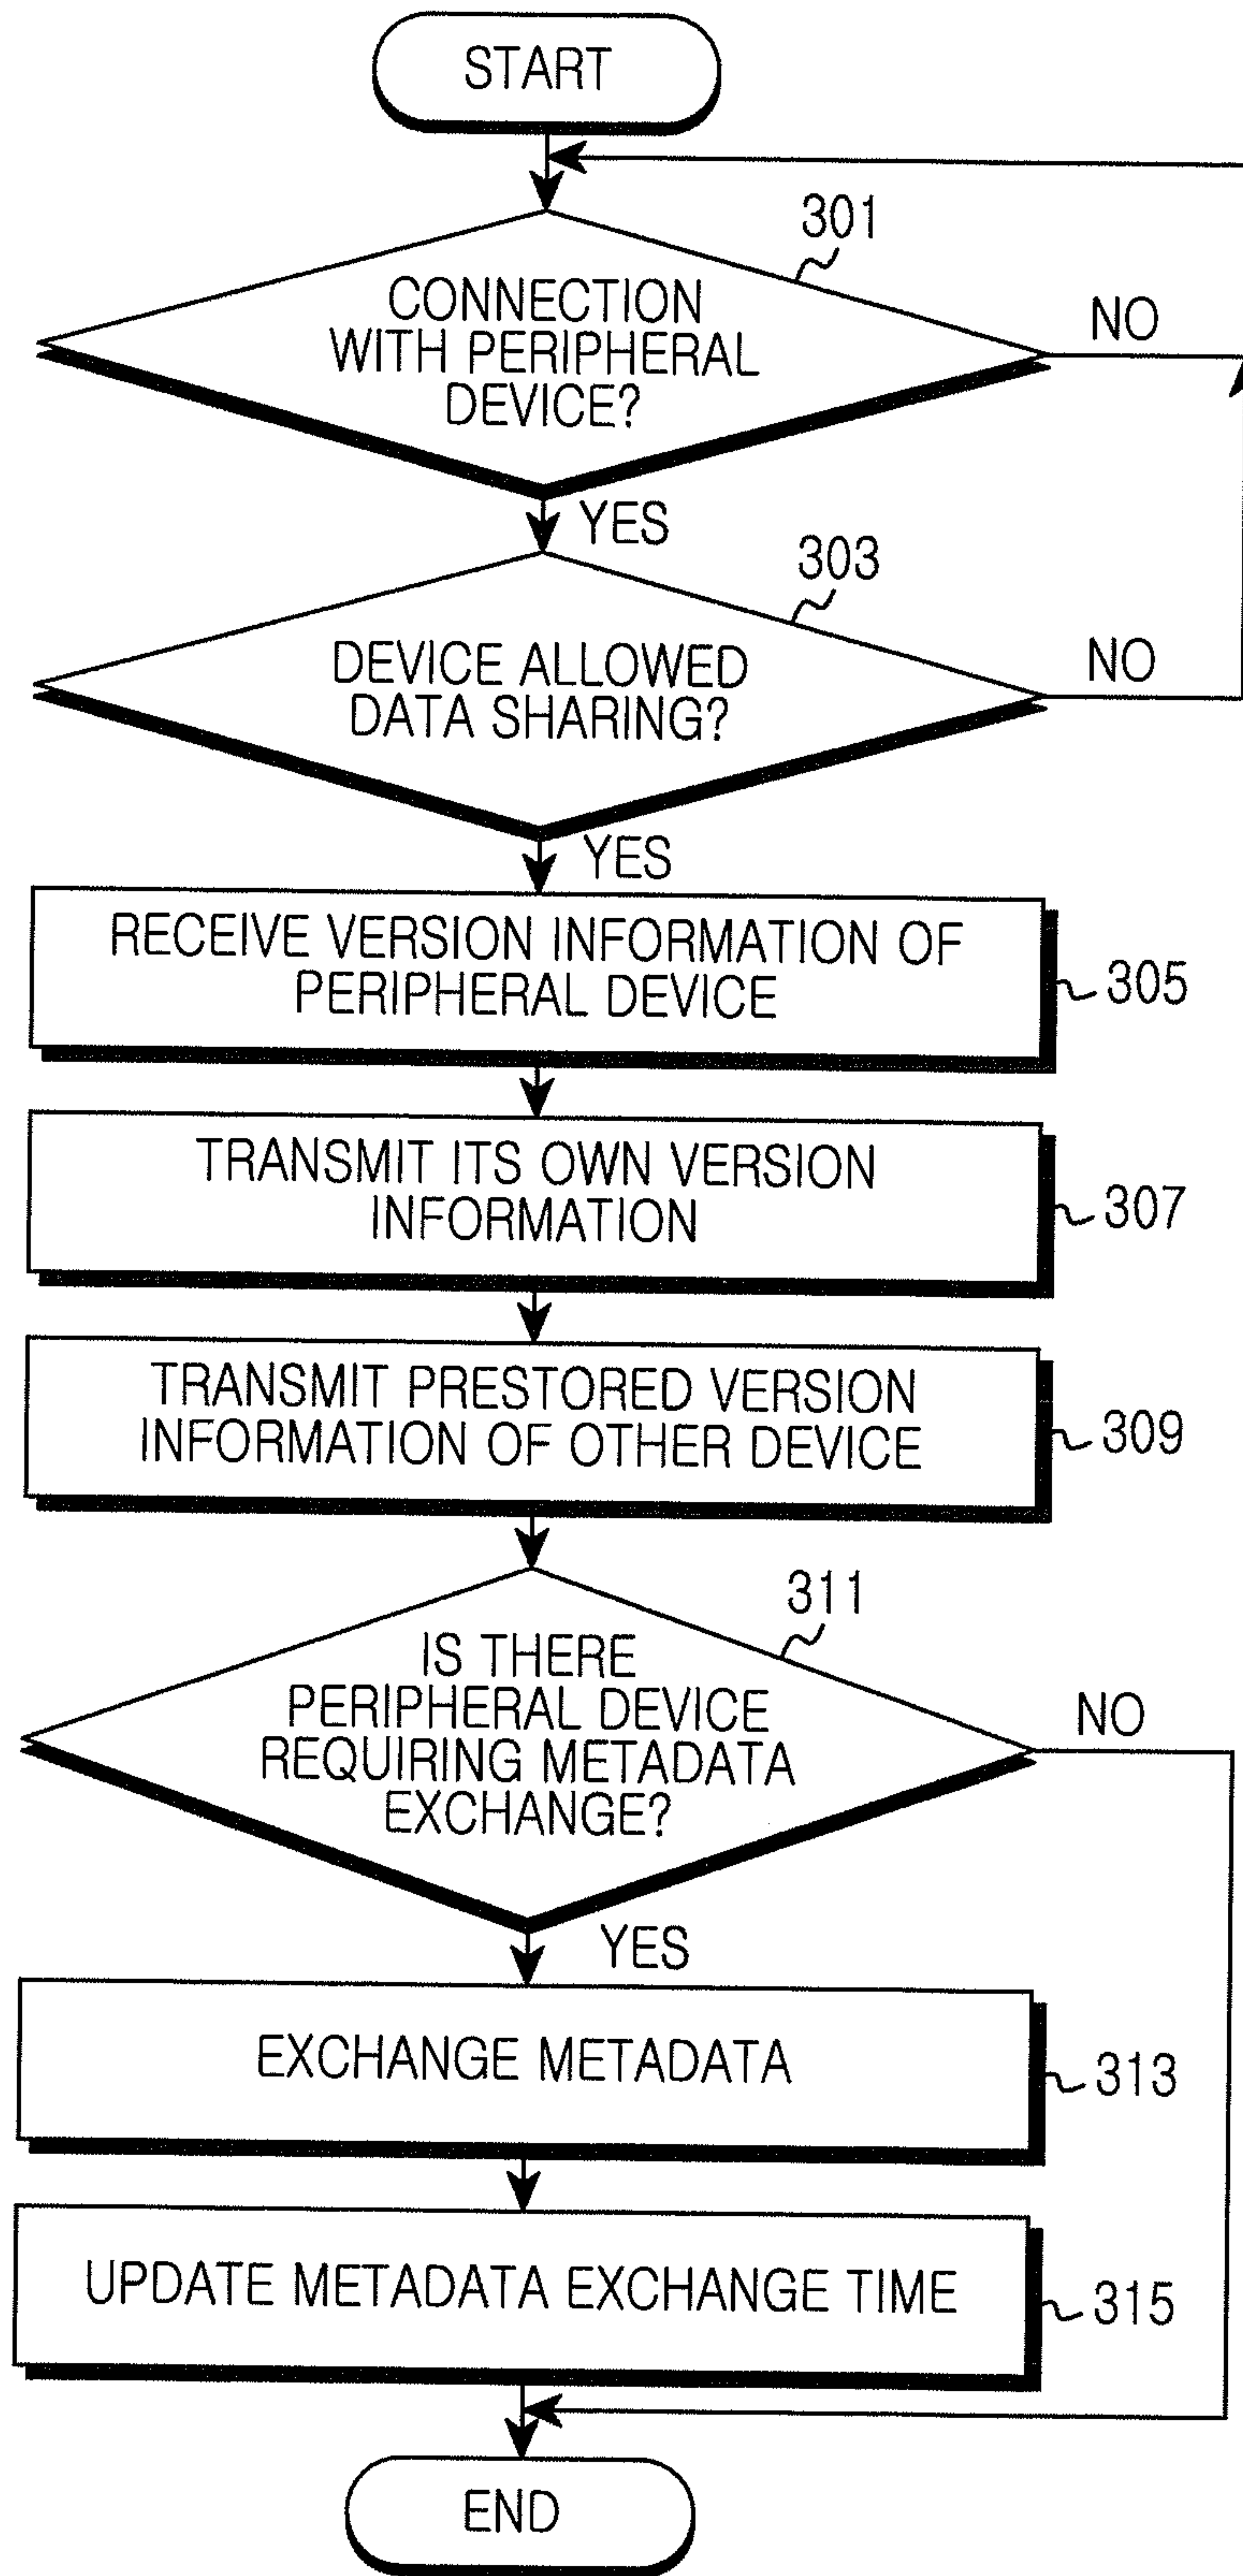 START
301
CONNECTION
WITH PERIPHERAL
DEVICE?
NO
YES
303
DEVICE ALLOWED
DATA SHARING?
NO
YES
RECEIVE VERSION INFORMATION OF
PERIPHERAL DEVICE
305
TRANSMIT ITS OWN VERSION
INFORMATION
307
TRANSMIT PRESTORED VERSION
INFORMATION OF OTHER DEVICE
309
311
IS THERE
PERIPHERAL DEVICE
REQUIRING METADATA
EXCHANGE?
NO
YES
EXCHANGE METADATA
313
UPDATE METADATA EXCHANGE TIME
315
END